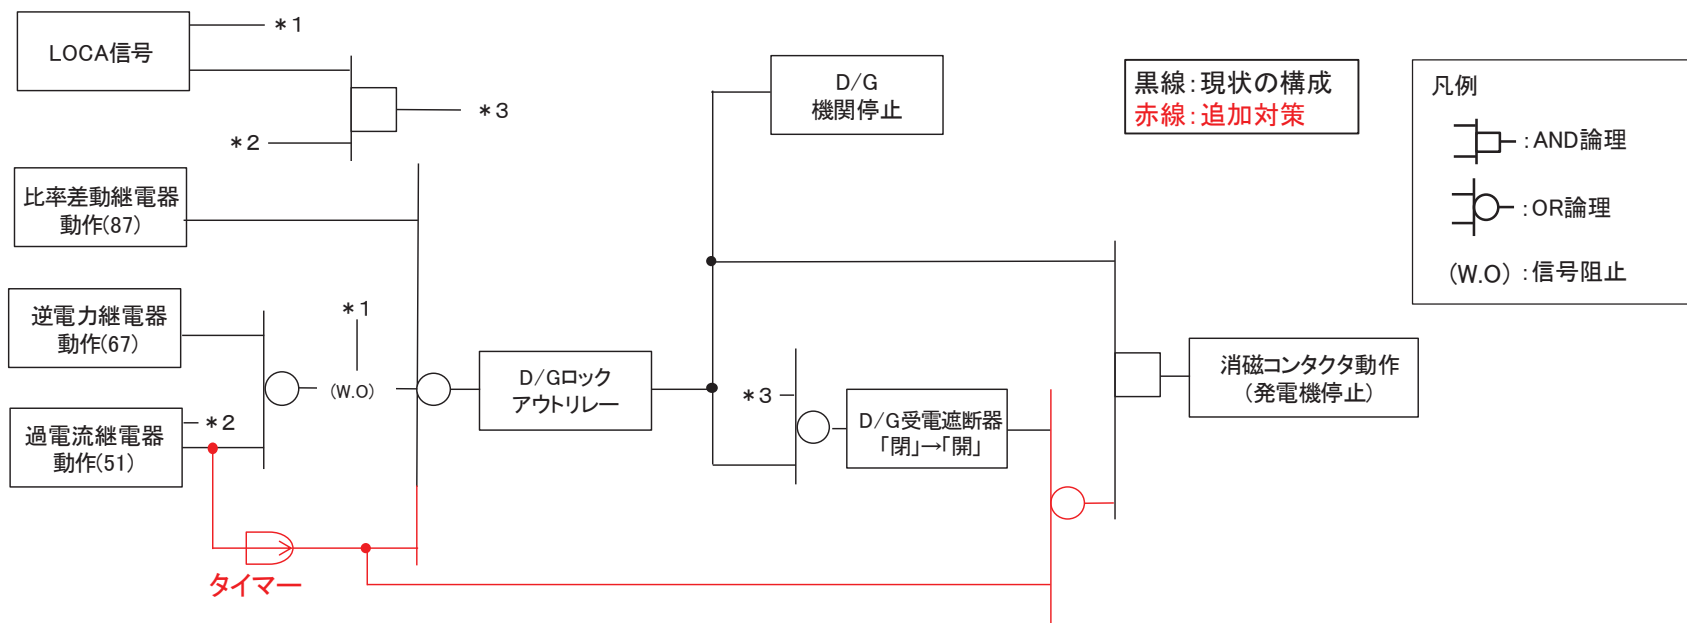 LOCA信号
*1
*3
*2
比率差動継電器
動作(87)
逆電力継電器
動作(67)
*1
(W.O)
過電流継電器
動作(51)
*2
タイマー
D/Gロック
アウトリレー
D/G
機関停止
*3
D/G受電遮断器
「閉」→「開」
消磁コンタクタ動作
(発電機停止)
黒線:現状の構成
赤線:追加対策
凡例
:AND論理
:OR論理
(W.O):信号阻止